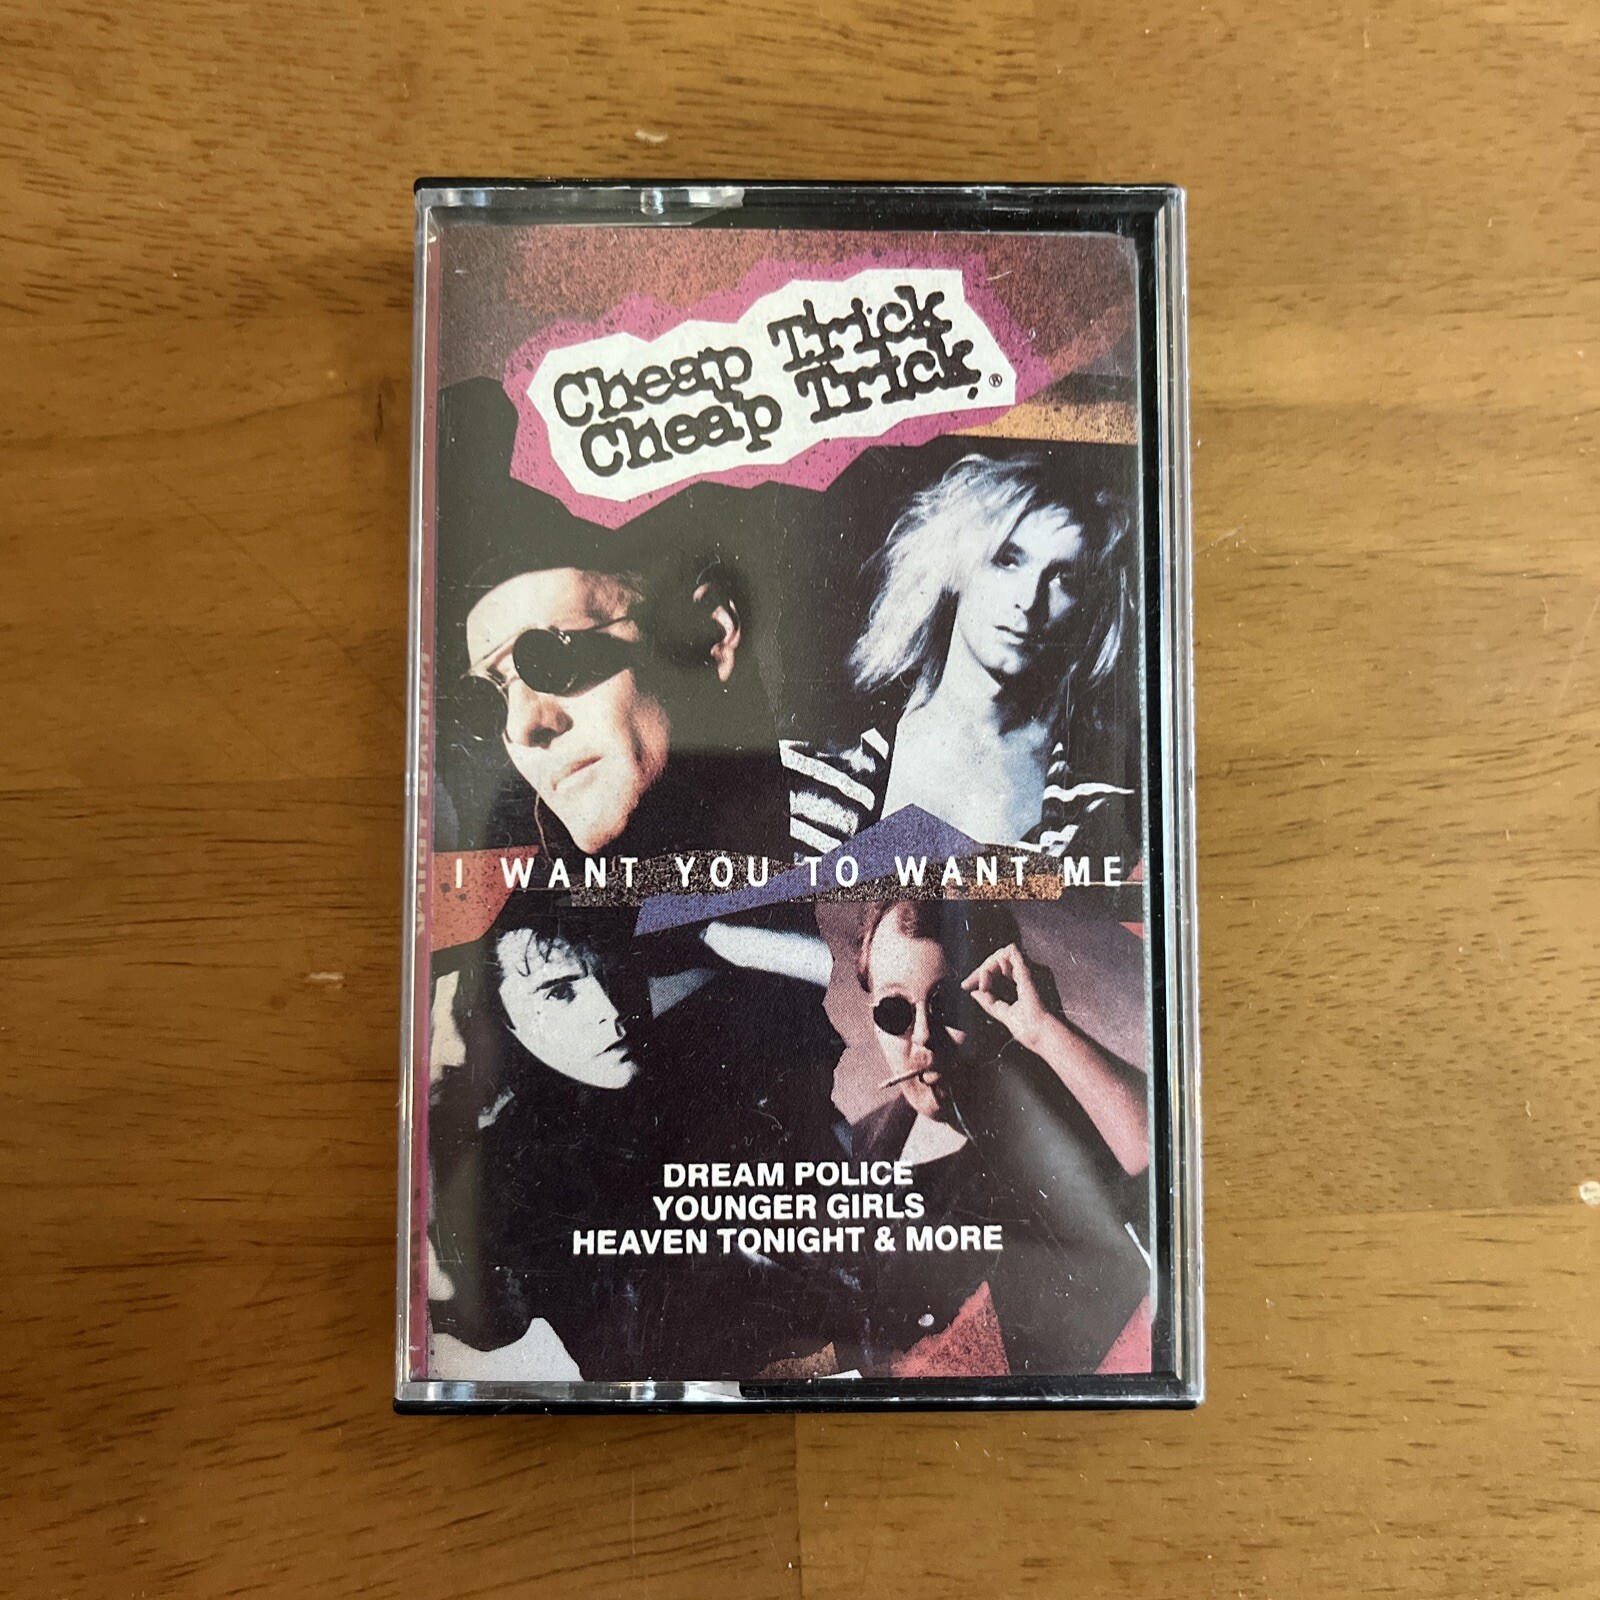 Cheap Trick
Cheap Trick®
I WANT YOU TO WANT ME
DREAM POLICE
YOUNGER GIRLS
HEAVEN TONIGHT & MORE